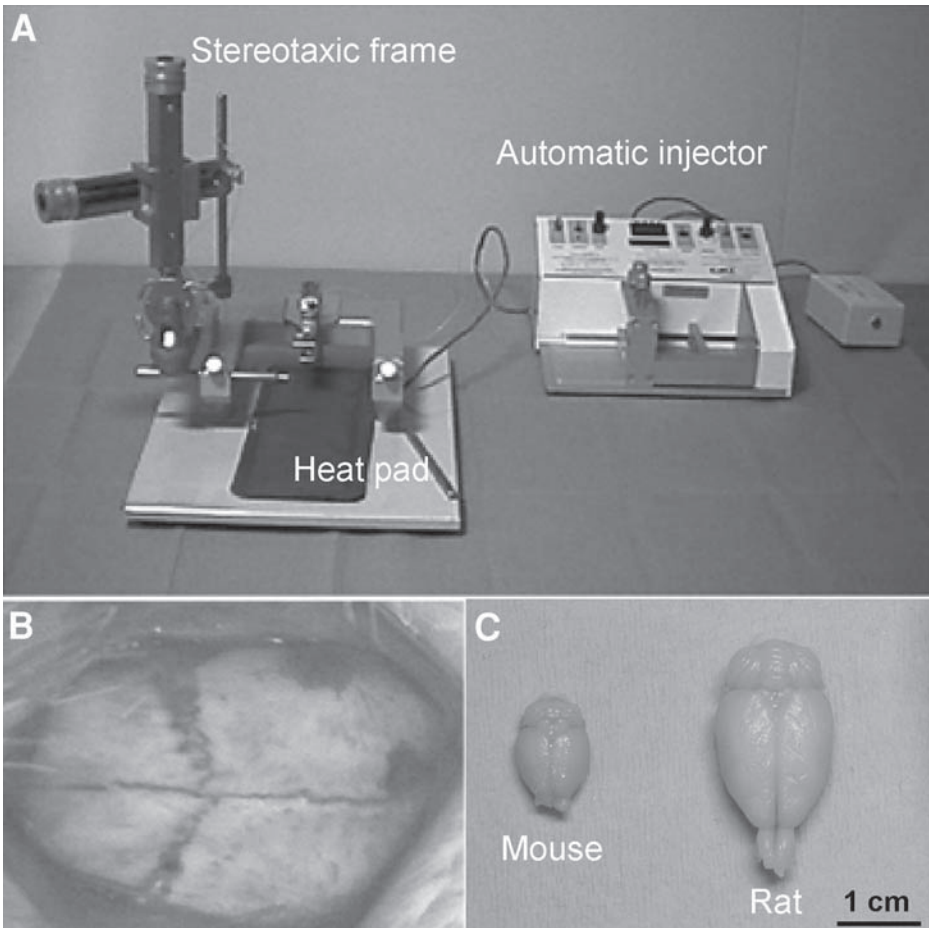 A
Stereotaxic frame
Automatic injector
Heat pad
B
C
Mouse
Rat
1 cm